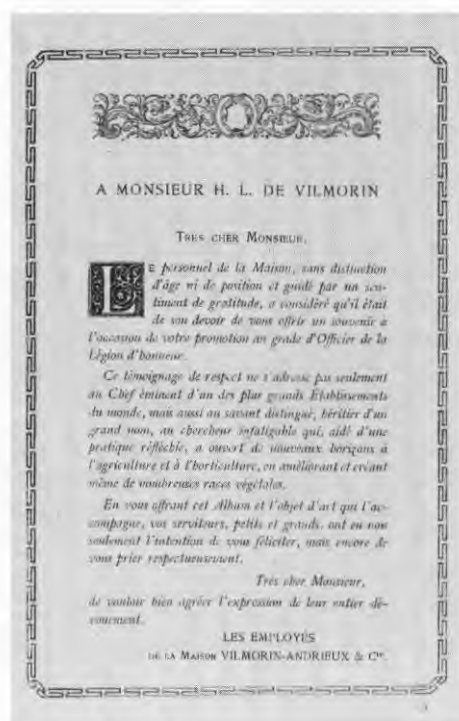 A MONSIEUR H. L. DE VILMORIN
TRÈS CHER MONSIEUR,
LE personnel de la Maison, sans distinction
d'âge ni de position et guidé par un sen-
timent de gratitude, a considéré qu'il était
de son devoir de vous offrir un souvenir à
l'occasion de votre promotion au grade d'Officier de la
Légion d'honneur.
Ce témoignage de respect ne s'adresse pas seulement
au Chef éminent d'un des plus grands Établissements
du monde, mais aussi au savant distingué, héritier d'un
grand nom, au chercheur infatigable qui, aidé d'une
pratique réfléchie, a ouvert de nouveaux horizons à
l'agriculture et à l'horticulture, en améliorant et créant
même de nombreuses races végétales.
En vous offrant cet Album et l'objet d'art qui l'ac-
compagne, vos serviteurs, petits et grands, ont eu non
seulement l'intention de vous féliciter, mais encore de
vous prier respectueusement,
Très cher Monsieur,
de vouloir bien agréer l'expression de leur entier dé-
vouement.
LES EMPLOYÉS
DE LA MAISON VILMORIN-ANDRIEUX & Cie.